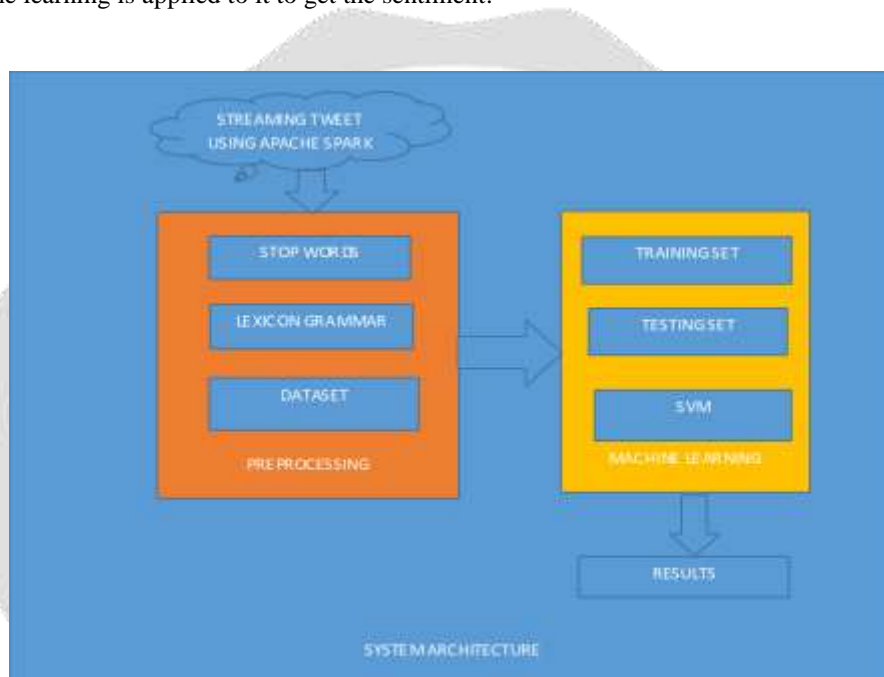 learning is applied to it to get the sentiment.
STREAMING TWEET
USING APACHE SPARK
STOP WORDS
LEXICON GRAMMAR
DATASET
PREPROCESSING
TRAINING SET
TESTING SET
SVM
MACHINE LEARNING
RESULTS
SYSTEM ARCHITECTURE